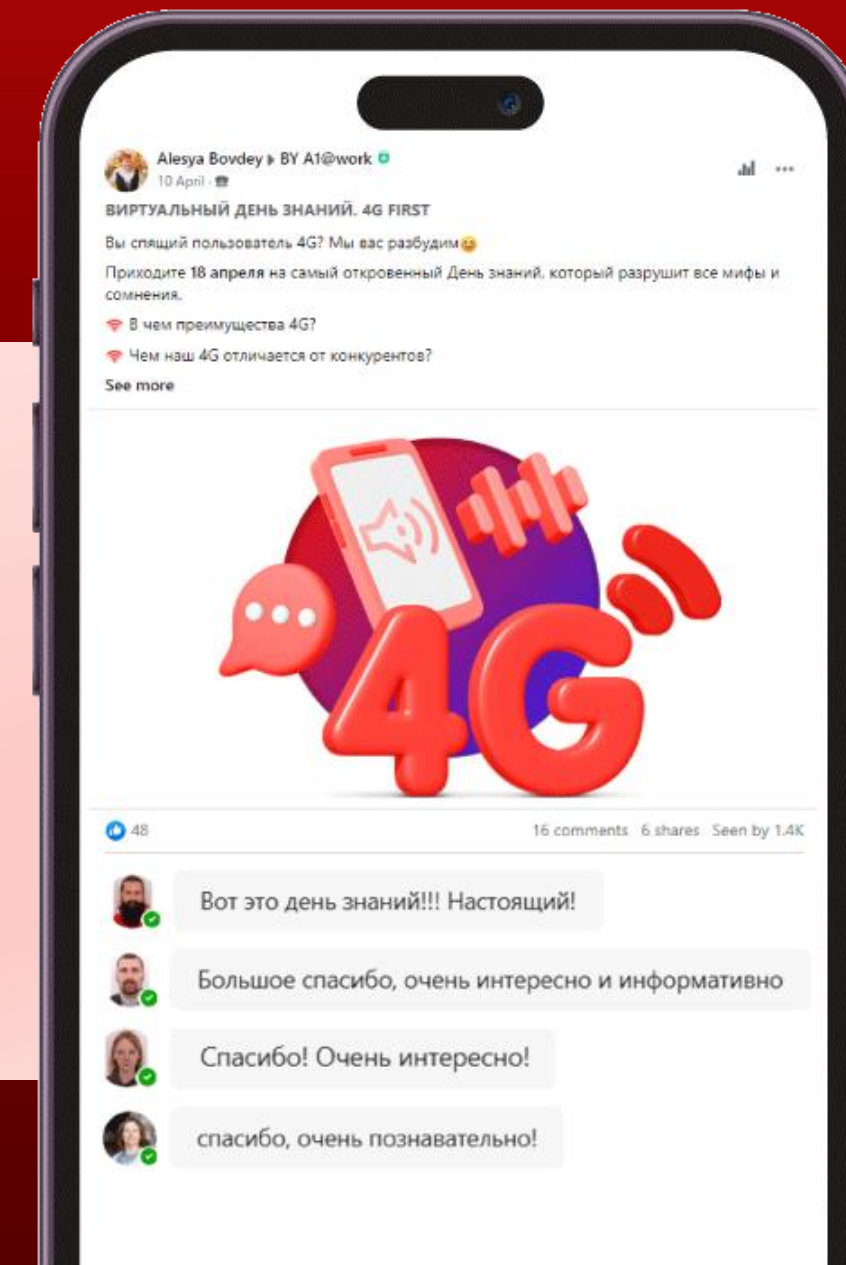 Alesya Bovdey ▸ BY A1@work
10 April ·
ВИРТУАЛЬНЫЙ ДЕНЬ ЗНАНИЙ. 4G FIRST
Вы спящий пользователь 4G? Мы вас разбудим😄
Приходите 18 апреля на самый откровенный День знаний, который разрушит все мифы и
сомнения.
В чем преимущества 4G?
Чем наш 4G отличается от конкурентов?
See more
4G
48
16 comments 6 shares Seen by 1.4K
Вот это день знаний!!! Настоящий!
Большое спасибо, очень интересно и информативно
Спасибо! Очень интересно!
спасибо, очень познавательно!